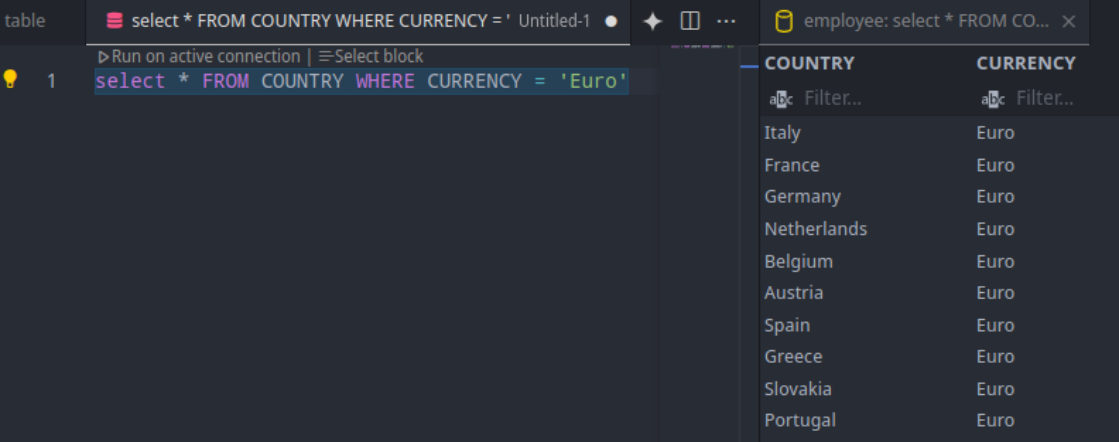 table
select * FROM COUNTRY WHERE CURRENCY = ' Untitled-1
employee: select * FROM CO...
Run on active connection | Select block
1 select * FROM COUNTRY WHERE CURRENCY = 'Euro'
COUNTRY CURRENCY
abc Filter... abc Filter...
Italy Euro
France Euro
Germany Euro
Netherlands Euro
Belgium Euro
Austria Euro
Spain Euro
Greece Euro
Slovakia Euro
Portugal Euro